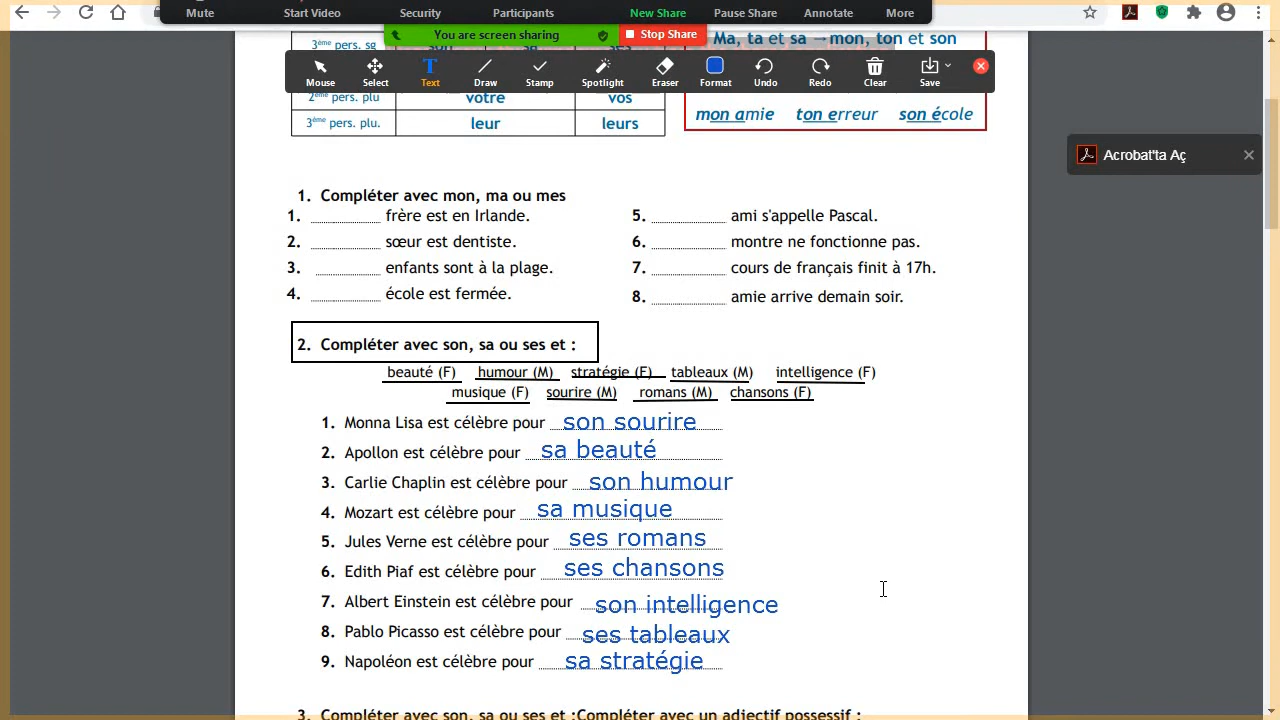 Mute Start Video Security Participants New Share Pause Share Annotate More
You are screen sharing Stop Share
3ème pers. sg
Ma, ta et sa → mon, ton et son
Mouse Select Text Draw Stamp Spotlight Eraser Format Undo Redo Clear Save
2ème pers. plu votre vos
3ème pers. plu. leur leurs
mon amie ton erreur son école
Acrobat'ta Aç
1. Compléter avec mon, ma ou mes
1. frère est en Irlande.
2. sœur est dentiste.
3. enfants sont à la plage.
4. école est fermée.
5. ami s'appelle Pascal.
6. montre ne fonctionne pas.
7. cours de français finit à 17h.
8. amie arrive demain soir.
2. Compléter avec son, sa ou ses et :
beauté (F) humour (M) stratégie (F) tableaux (M) intelligence (F)
musique (F) sourire (M) romans (M) chansons (F)
1. Monna Lisa est célèbre pour son sourire
2. Apollon est célèbre pour sa beauté
3. Carlie Chaplin est célèbre pour son humour
4. Mozart est célèbre pour sa musique
5. Jules Verne est célèbre pour ses romans
6. Edith Piaf est célèbre pour ses chansons
7. Albert Einstein est célèbre pour son intelligence
8. Pablo Picasso est célèbre pour ses tableaux
9. Napoléon est célèbre pour sa stratégie
3. Compléter avec son, sa ou ses et :Compléter avec un adjectif possessif :